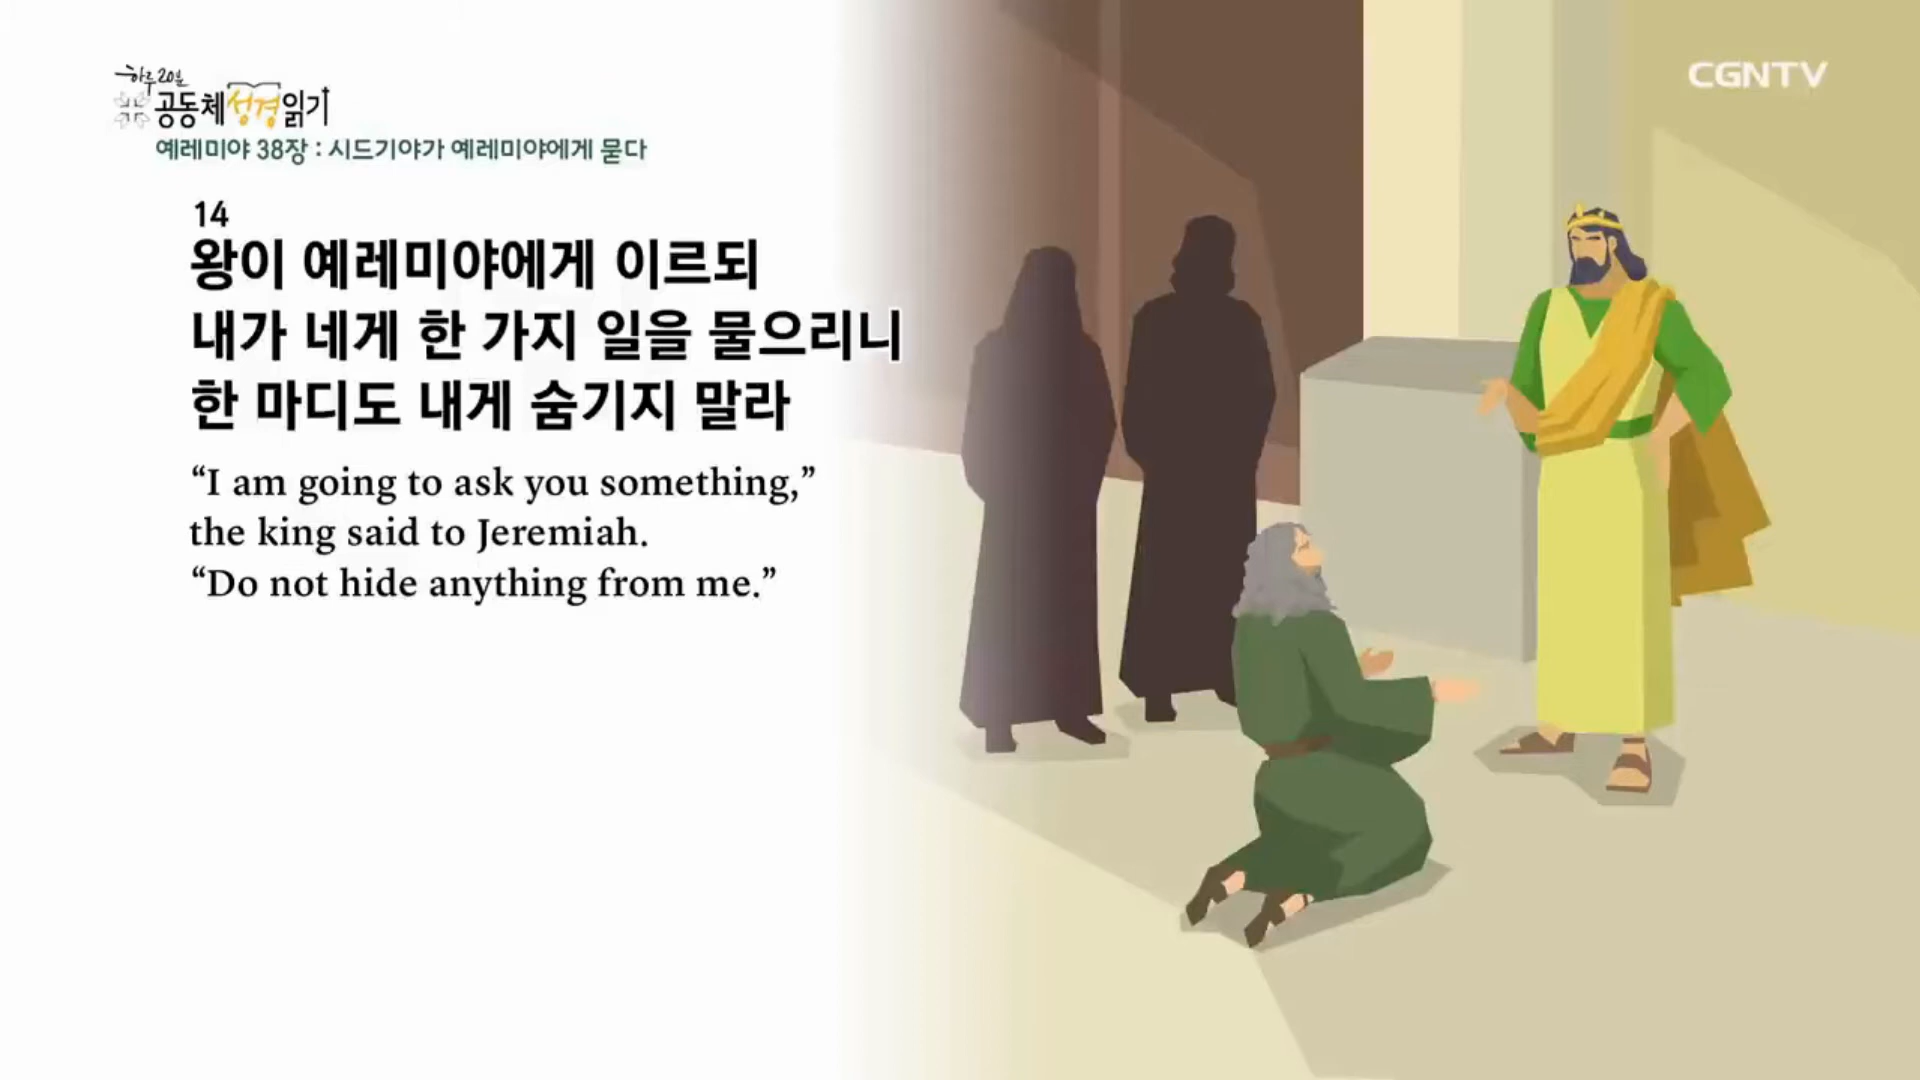 하루 20분
공동체성경읽기
CGNTV
예레미야 38장 : 시드기야가 예레미야에게 묻다
14
왕이 예레미야에게 이르되
내가 네게 한 가지 일을 물으리니
한 마디도 내게 숨기지 말라
“I am going to ask you something,”
the king said to Jeremiah.
“Do not hide anything from me.”